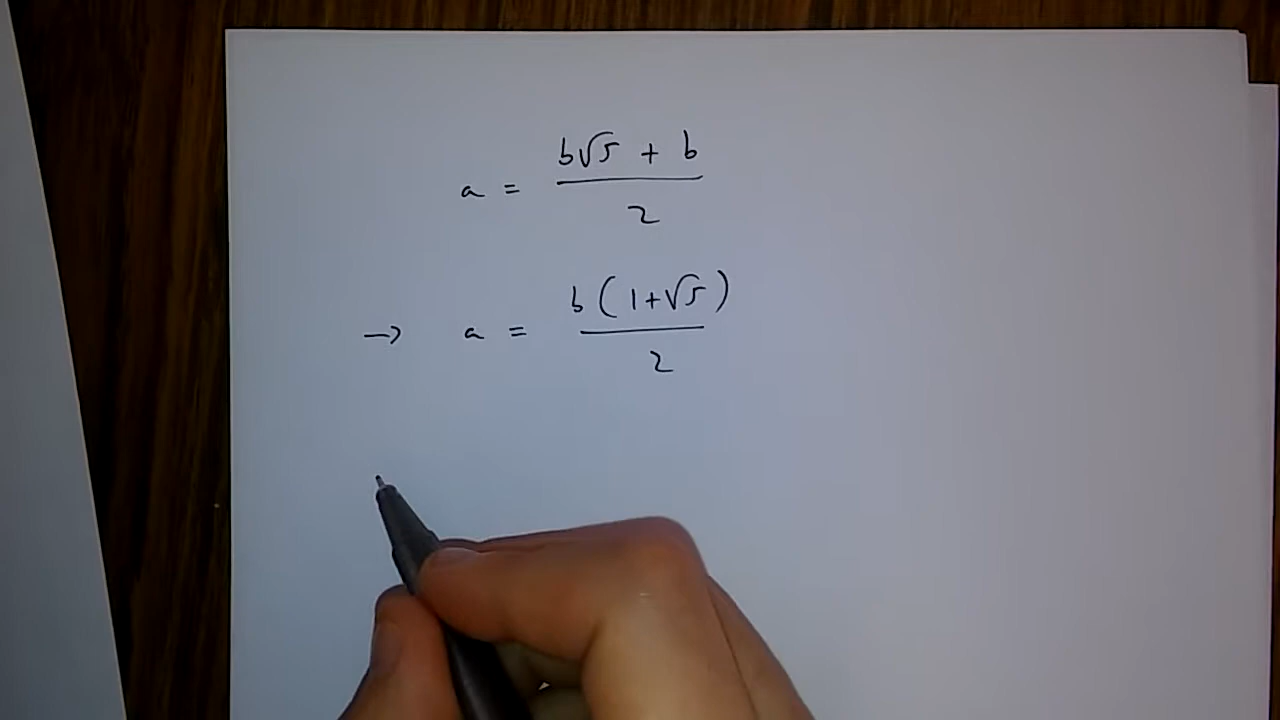 a = (b√5 + b) / 2
→ a = b(1+√5) / 2